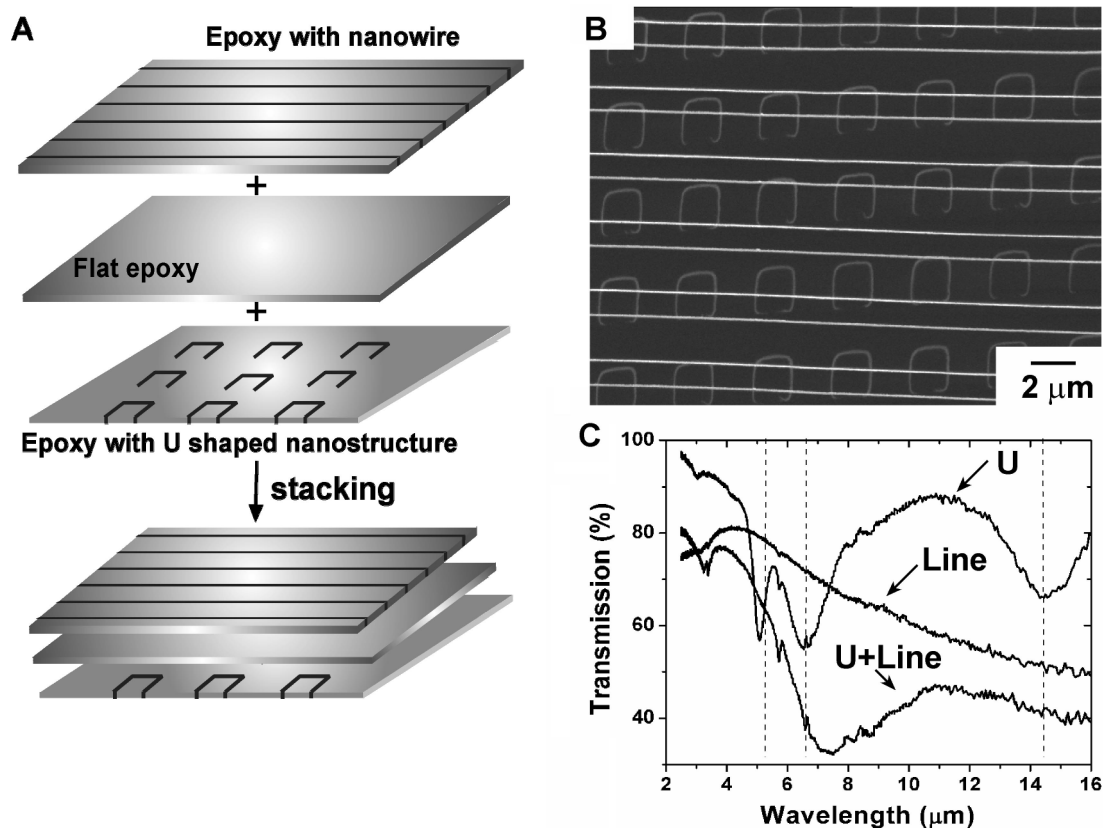 A
Epoxy with nanowire
+
Flat epoxy
+
Epoxy with U shaped nanostructure
stacking
B
2 μm
C
100
80
60
40
Transmission (%)
U
Line
U+Line
2 4 6 8 10 12 14 16
Wavelength (μm)